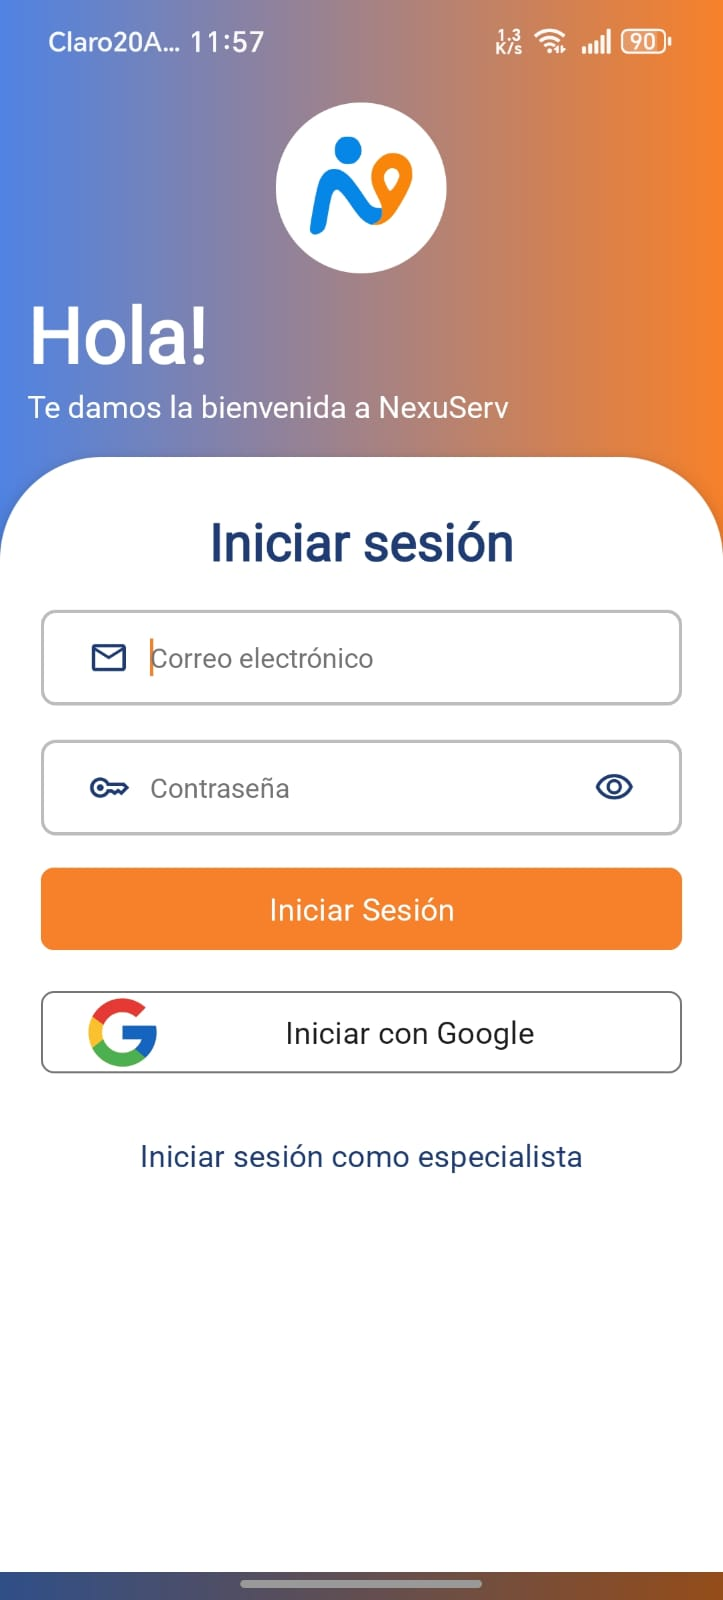 Claro20A... 11:57
1.3
K/s
90
Hola!
Te damos la bienvenida a NexuServ
Iniciar sesión
Correo electrónico
Contraseña
Iniciar Sesión
Iniciar con Google
Iniciar sesión como especialista